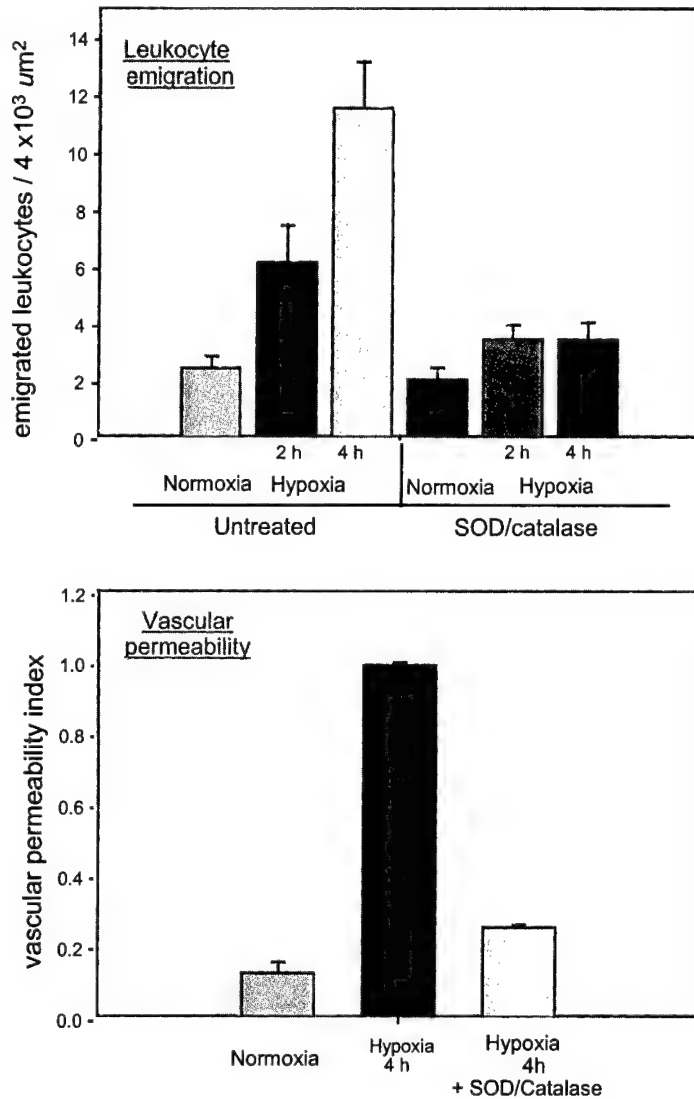 Leukocyte
emigration
emigrated leukocytes / 4 x10³ um²
14
12
10
8
6
4
2
0
2 h 4 h 2 h 4 h
Normoxia Hypoxia Normoxia Hypoxia
Untreated SOD/catalase
Vascular
permeability
vascular permeability index
1.2
1.0
0.8
0.6
0.4
0.2
0.0
Normoxia Hypoxia Hypoxia
4 h 4h
+ SOD/Catalase